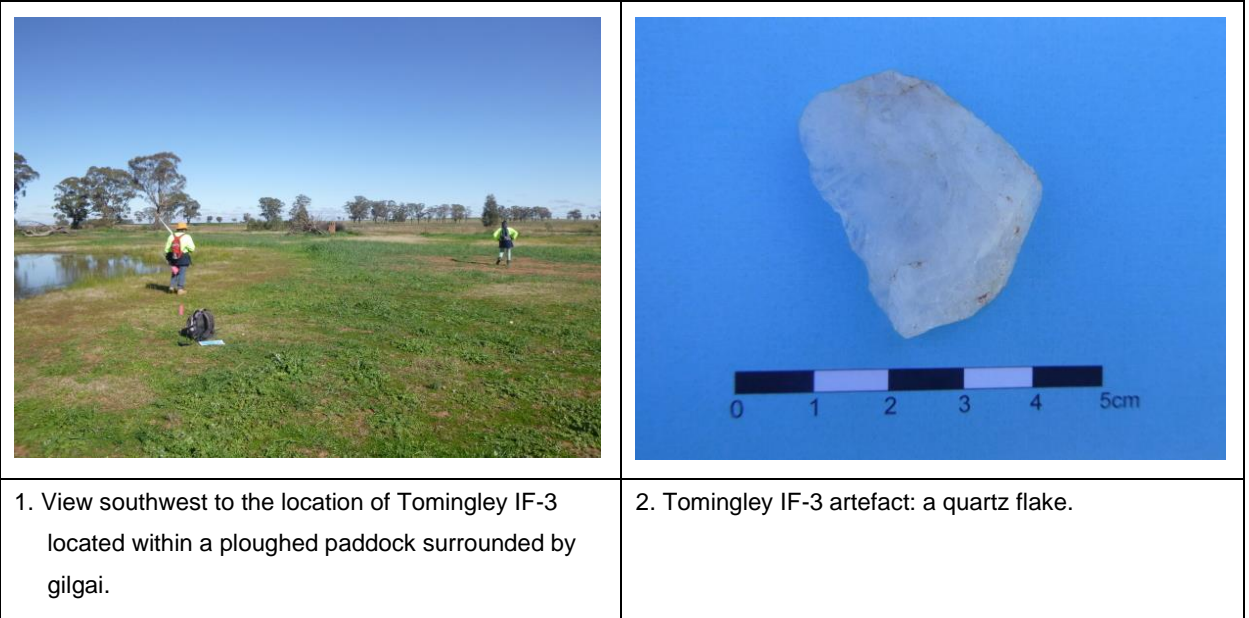 0 1 2 3 4 5cm
1. View southwest to the location of Tomingley IF-3
located within a ploughed paddock surrounded by
gilgai.
2. Tomingley IF-3 artefact: a quartz flake.